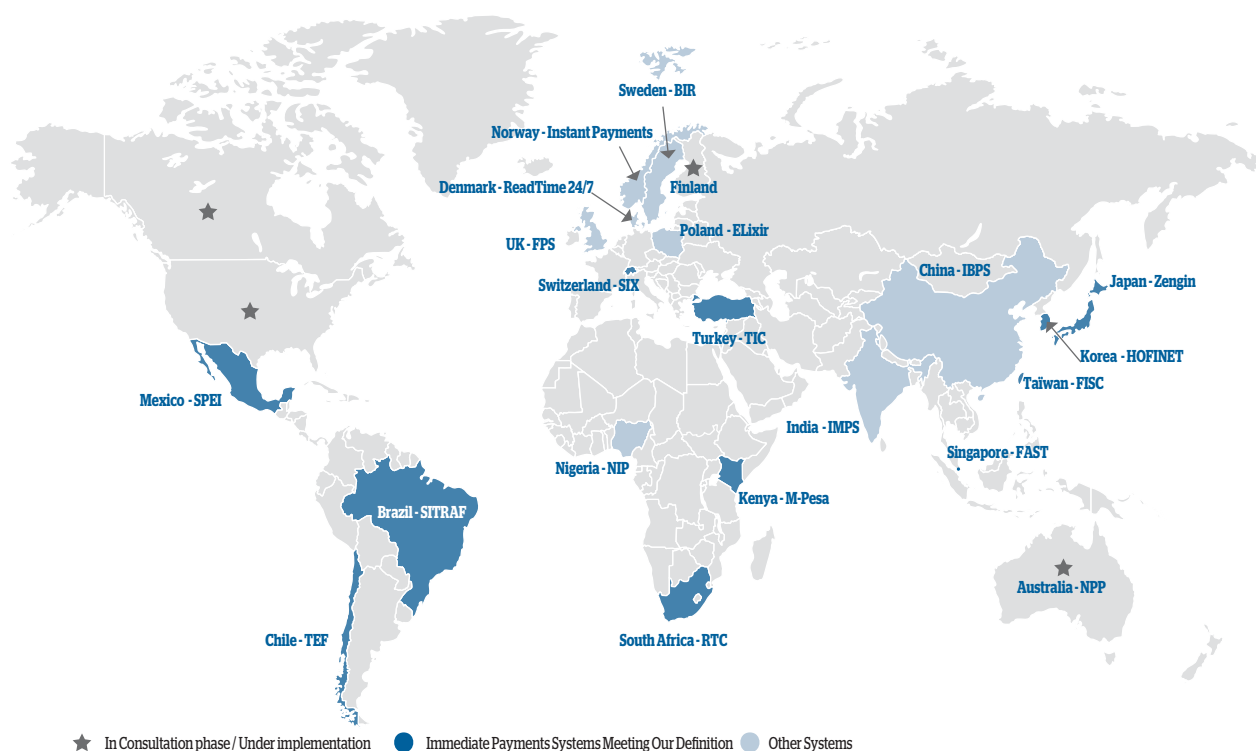 Sweden - BIR
Norway - Instant Payments
Denmark - ReadTime 24/7
Finland
Poland - ELixir
UK - FPS
China - IBPS
Switzerland - SIX
Japan - Zengin
Turkey - TIC
Korea - HOFINET
Taïwan - FISC
Mexico - SPEI
India - IMPS
Singapore - FAST
Nigeria - NIP
Kenya - M-Pesa
Brazil - SITRAF
Australia - NPP
Chile - TEF
South Africa - RTC
In Consultation phase / Under implementation
Immediate Payments Systems Meeting Our Definition
Other Systems